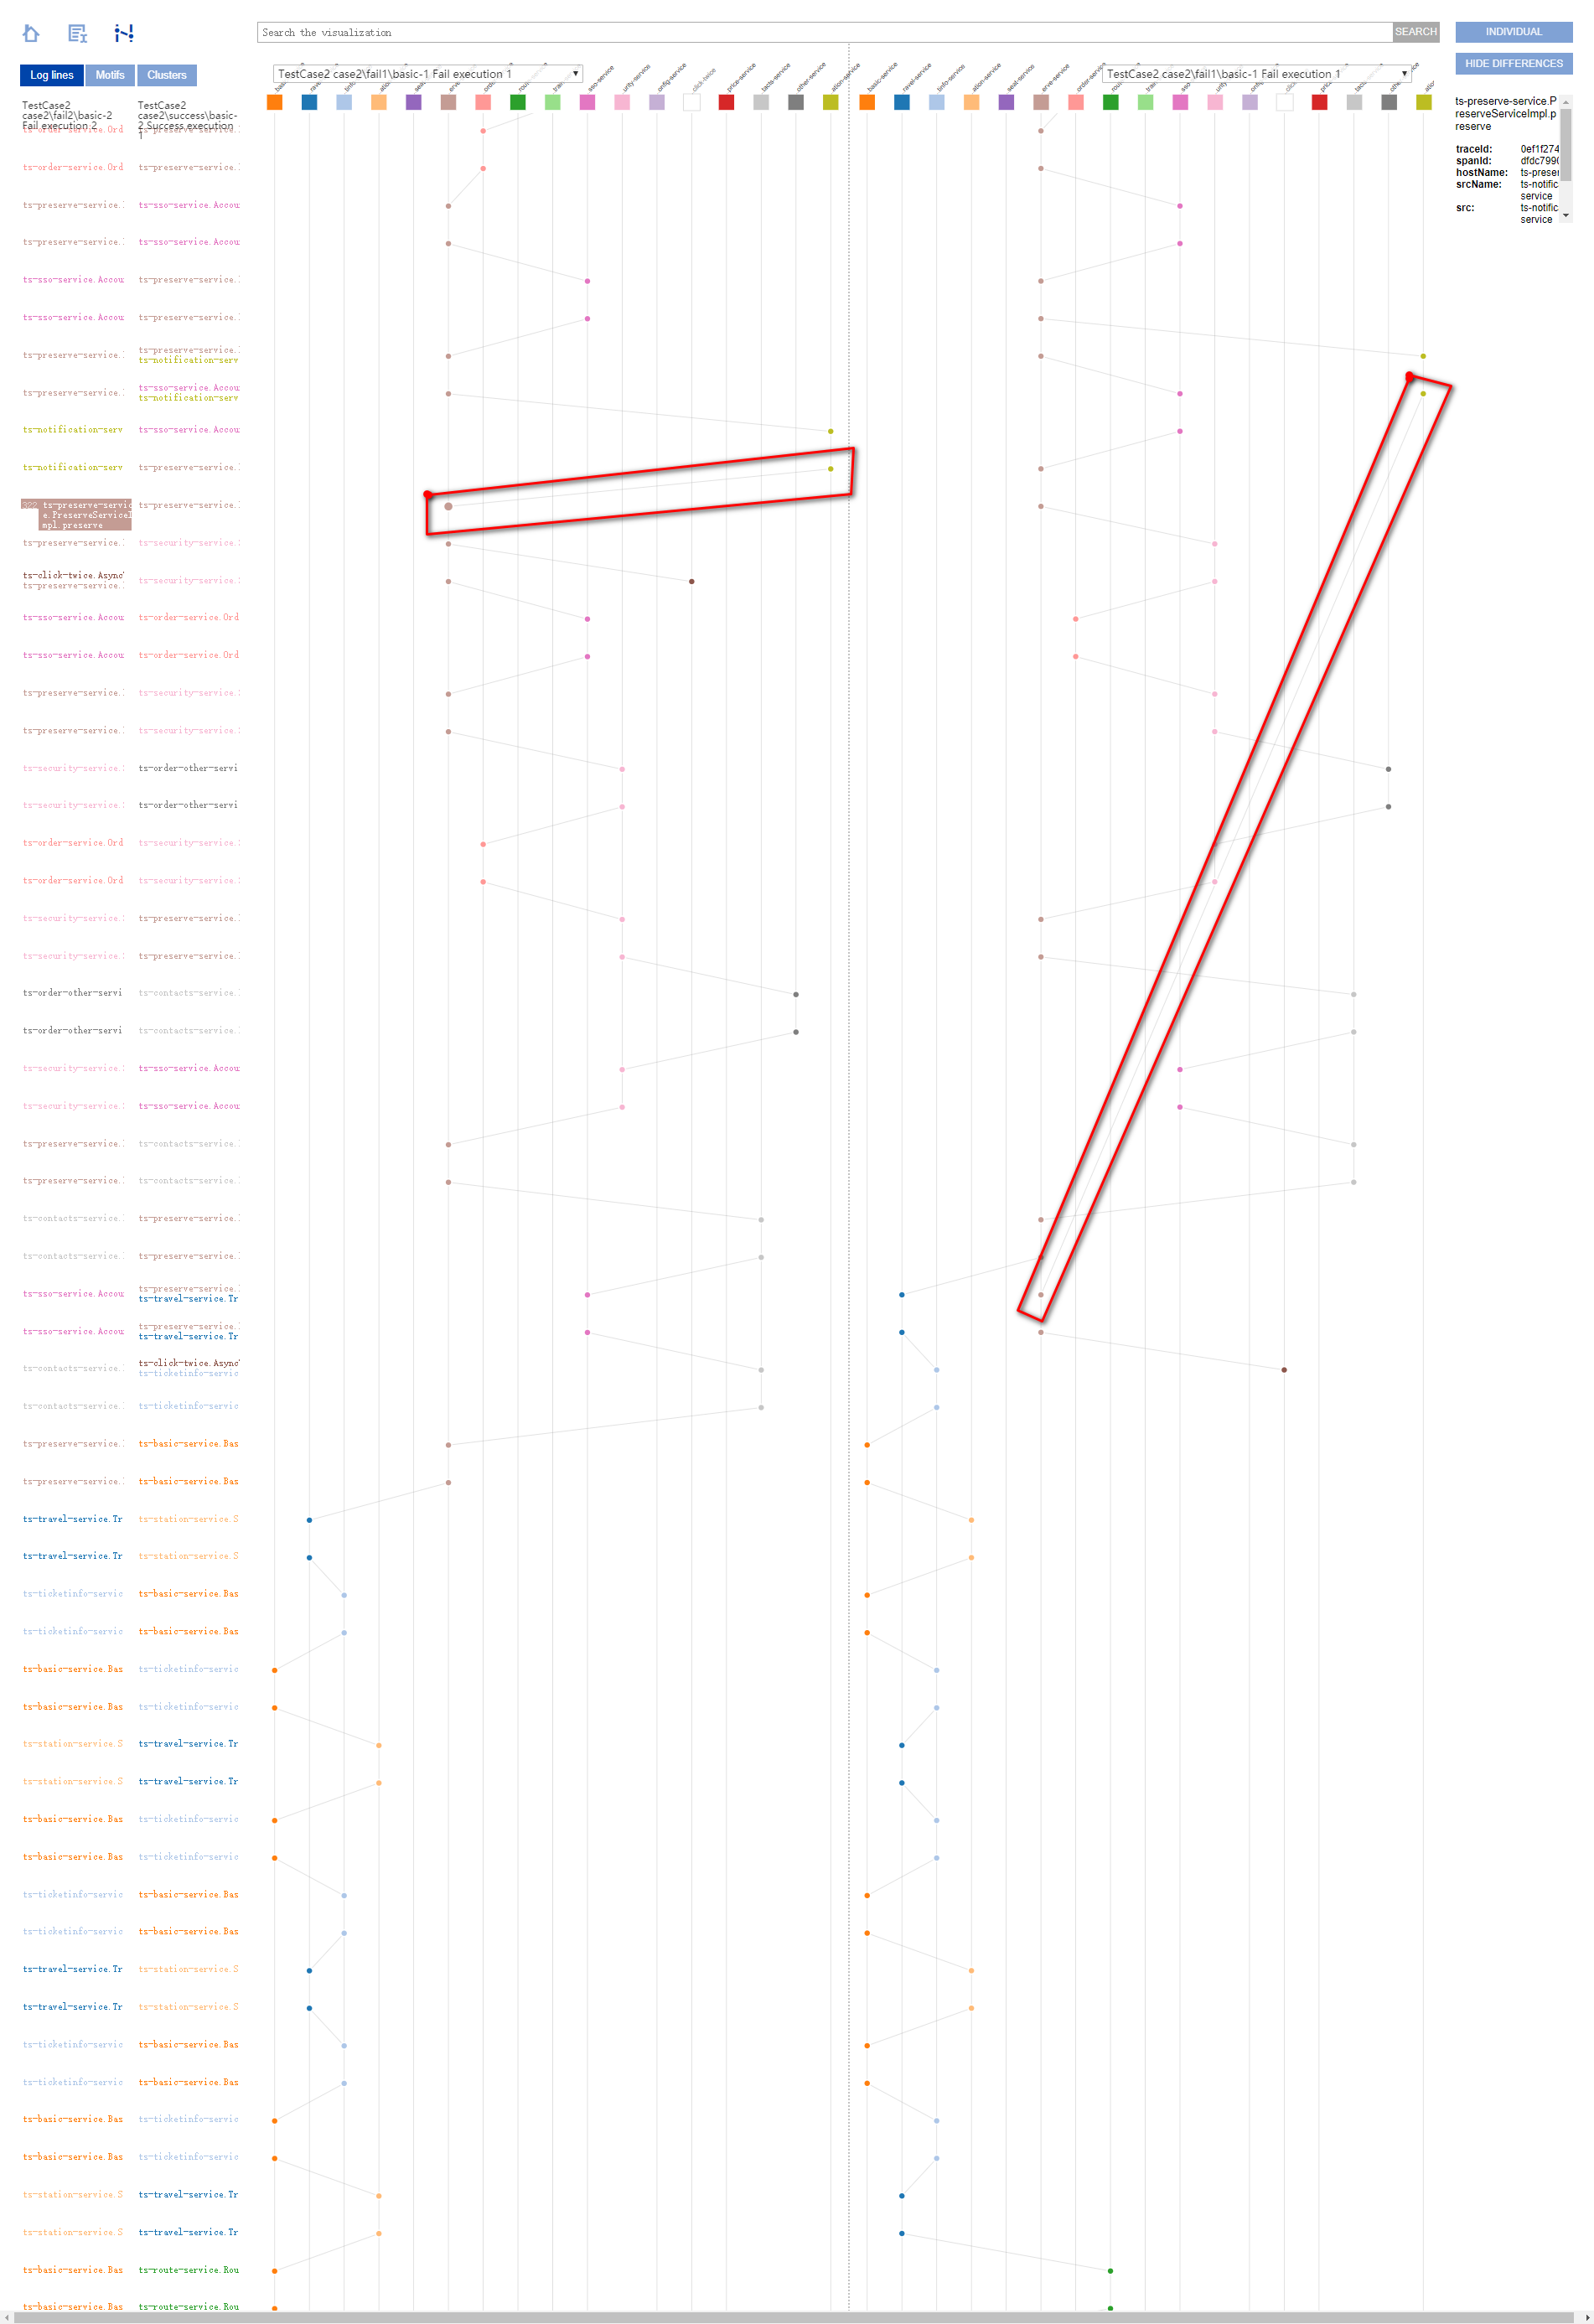 Search the visualization
SEARCH
INDIVIDUAL
HIDE DIFFERENCES
Log lines
Motifs
Clusters
TestCase2 case2\fail1\basic-1 Fail execution 1
TestCase2 case2\fail1\basic-1 Fail execution 1
TestCase2
case2\fail2\basic-2
Fail execution 2
TestCase2
case2\success\basic-
2 Success execution
1
ts-preserve-service.P
reserveServiceImpl.p
reserve
traceId: 0ef1f274
spanId: dfdc799
hostName: ts-prese
srcName: ts-notific
service
src: ts-notific
service
ts-order-service.Ord
ts-order-service.Ord ts-preserve-service.
ts-preserve-service. ts-sso-service.Accou
ts-preserve-service. ts-sso-service.Accou
ts-sso-service.Accou ts-preserve-service.
ts-sso-service.Accou ts-preserve-service.
ts-preserve-service. ts-preserve-service.
ts-notification-serv
ts-preserve-service. ts-sso-service.Accou
ts-notification-serv
ts-notification-serv ts-sso-service.Accou
ts-notification-serv ts-preserve-service.
ts-preserve-servic ts-preserve-service.
e.PreserveServiceI
mpl.preserve
ts-preserve-service. ts-security-service.
ts-click-twice.Async
ts-preserve-service. ts-security-service.
ts-sso-service.Accou ts-order-service.Ord
ts-sso-service.Accou ts-order-service.Ord
ts-preserve-service. ts-security-service.
ts-preserve-service. ts-security-service.
ts-security-service. ts-order-other-servi
ts-security-service. ts-order-other-servi
ts-order-service.Ord ts-security-service.
ts-order-service.Ord ts-security-service.
ts-security-service. ts-preserve-service.
ts-security-service. ts-preserve-service.
ts-order-other-servi ts-contacts-service.
ts-order-other-servi ts-contacts-service.
ts-security-service. ts-sso-service.Accou
ts-security-service. ts-sso-service.Accou
ts-preserve-service. ts-contacts-service.
ts-preserve-service. ts-contacts-service.
ts-contacts-service. ts-preserve-service.
ts-contacts-service. ts-preserve-service.
ts-sso-service.Accou ts-preserve-service.
ts-travel-service.Tr
ts-sso-service.Accou ts-preserve-service.
ts-travel-service.Tr
ts-contacts-service. ts-click-twice.Async
ts-ticketinfo-servic
ts-contacts-service. ts-ticketinfo-servic
ts-preserve-service. ts-basic-service.Bas
ts-preserve-service. ts-basic-service.Bas
ts-travel-service.Tr ts-station-service.S
ts-travel-service.Tr ts-station-service.S
ts-ticketinfo-servic ts-basic-service.Bas
ts-ticketinfo-servic ts-basic-service.Bas
ts-basic-service.Bas ts-ticketinfo-servic
ts-basic-service.Bas ts-ticketinfo-servic
ts-station-service.S ts-travel-service.Tr
ts-station-service.S ts-travel-service.Tr
ts-basic-service.Bas ts-ticketinfo-servic
ts-basic-service.Bas ts-ticketinfo-servic
ts-ticketinfo-servic ts-basic-service.Bas
ts-ticketinfo-servic ts-basic-service.Bas
ts-travel-service.Tr ts-station-service.S
ts-travel-service.Tr ts-station-service.S
ts-ticketinfo-servic ts-basic-service.Bas
ts-ticketinfo-servic ts-basic-service.Bas
ts-basic-service.Bas ts-ticketinfo-servic
ts-basic-service.Bas ts-ticketinfo-servic
ts-station-service.S ts-travel-service.Tr
ts-station-service.S ts-travel-service.Tr
ts-basic-service.Bas ts-route-service.Rou
ts-basic-service.Bas ts-route-service.Rou